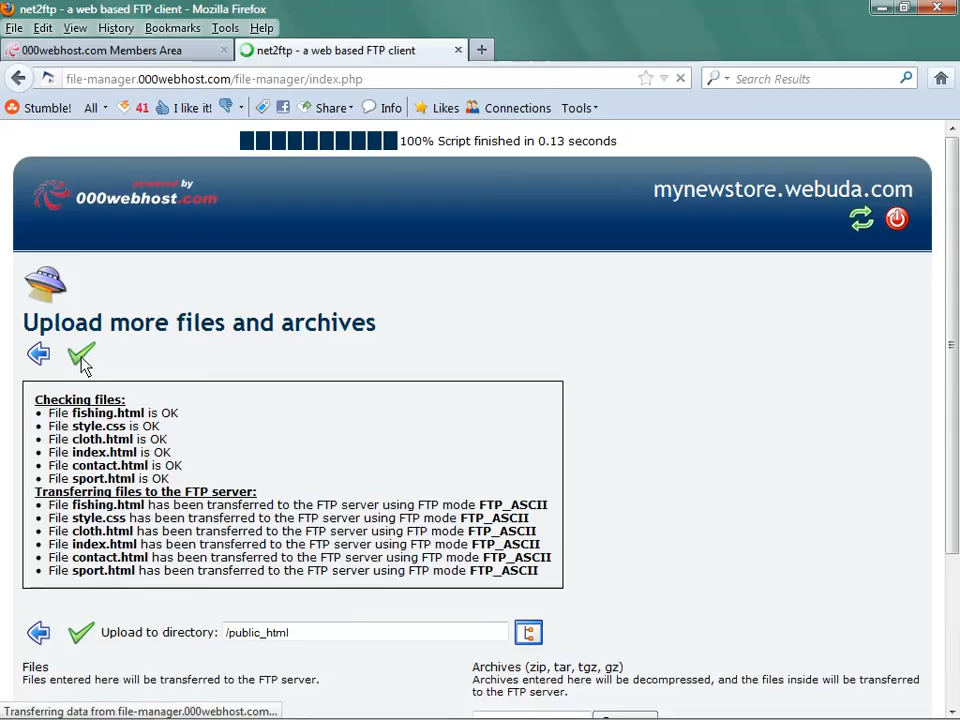 net2ftp - a web based FTP client - Mozilla Firefox
File Edit View History Bookmarks Tools Help
000webhost.com Members Area
net2ftp - a web based FTP client
file-manager.000webhost.com/file-manager/index.php
Search Results
Stumble! All 41 I like it! Share Info Likes Connections Tools
100% Script finished in 0.13 seconds
powered by
000webhost.com
mynewstore.webuda.com
Upload more files and archives
Checking files:
• File fishing.html is OK
• File style.css is OK
• File cloth.html is OK
• File index.html is OK
• File contact.html is OK
• File sport.html is OK
Transferring files to the FTP server:
• File fishing.html has been transferred to the FTP server using FTP mode FTP_ASCII
• File style.css has been transferred to the FTP server using FTP mode FTP_ASCII
• File cloth.html has been transferred to the FTP server using FTP mode FTP_ASCII
• File index.html has been transferred to the FTP server using FTP mode FTP_ASCII
• File contact.html has been transferred to the FTP server using FTP mode FTP_ASCII
• File sport.html has been transferred to the FTP server using FTP mode FTP_ASCII
Upload to directory: /public_html
Files
Files entered here will be transferred to the FTP server.
Archives (zip, tar, tgz, gz)
Archives entered here will be decompressed, and the files inside will be transferred
to the FTP server.
Transferring data from file-manager.000webhost.com...